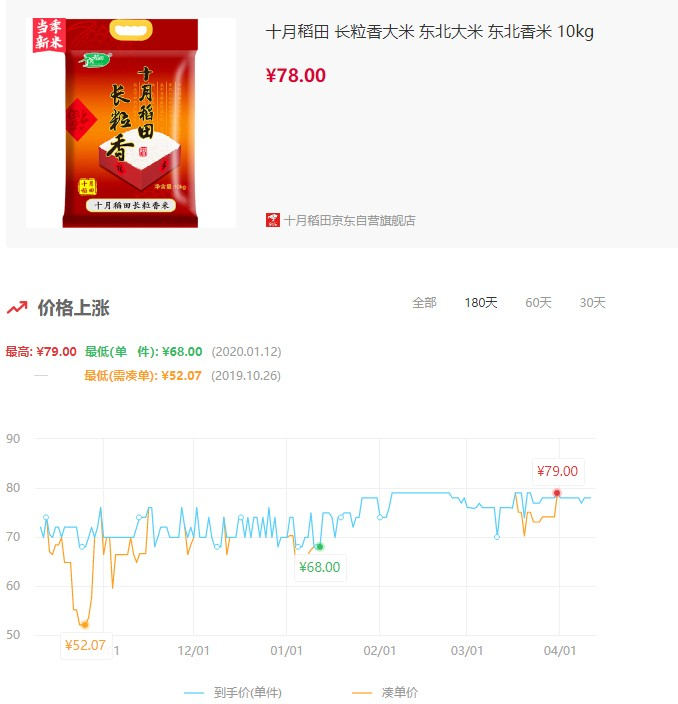 当季
新米
十月稻田
长粒香
净含量:10kg
十月
稻田
十月稻田长粒香米
十月稻田 长粒香大米 东北大米 东北香米 10kg
¥78.00
十月稻田京东自营旗舰店
价格上涨
全部 180天 60天 30天
最高: ¥79.00 最低(单 件): ¥68.00 (2020.01.12)
— 最低(需凑单): ¥52.07 (2019.10.26)
90
80
70
60
50
¥79.00
¥68.00
¥52.07
1 12/01 01/01 02/01 03/01 04/01
到手价(单件) 凑单价